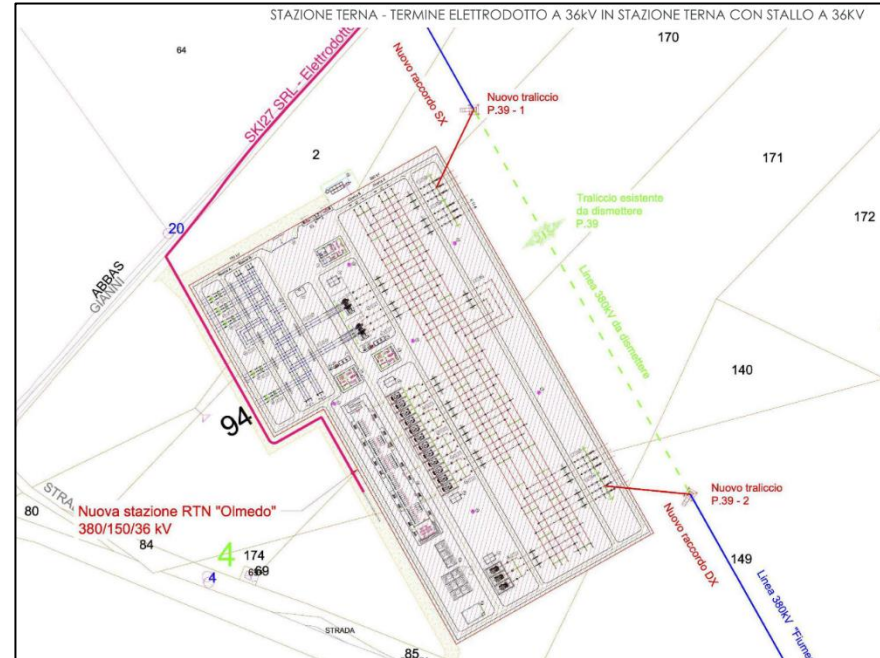 STAZIONE TERNA - TERMINE ELETTRODOTTO A 36kV IN STAZIONE TERNA CON STALLO A 36KV
64
SKI27 SRL - Elettrodotto
170
Nuovo raccordo SX
Nuovo traliccio
P.39 - 1
2
171
172
Traliccio esistente
da dismettere
P.39
20
ABBAS
GIANNI
Linea 380kV da dismettere
140
94
STRA
Nuova stazione RTN "Olmedo"
380/150/36 kV
80
84
4
174
69
4
Nuovo traliccio
P.39 - 2
Nuovo raccordo DX
149
Linea 380kV "Fiume
STRADA
85